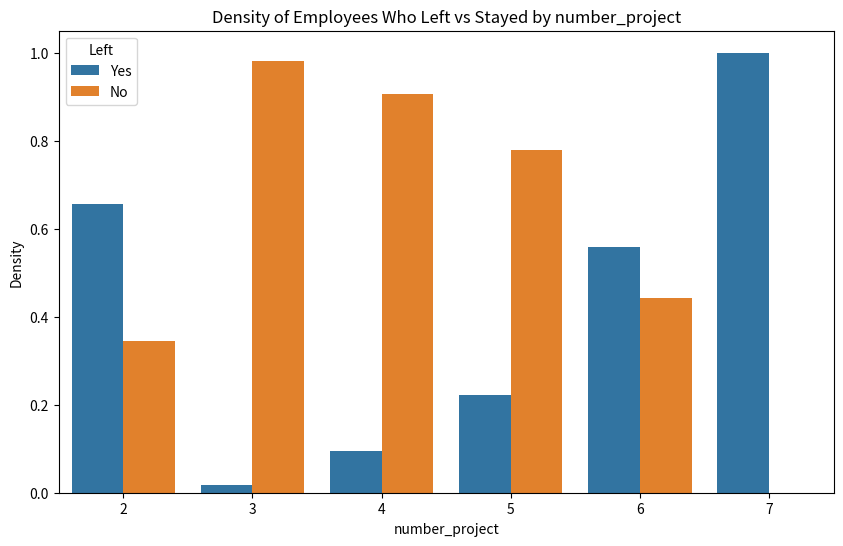 Density of Employees Who Left vs Stayed by number_project
Left
Yes
No
1.0
0.8
0.6
0.4
0.2
0.0
Density
2 3 4 5 6 7
number_project